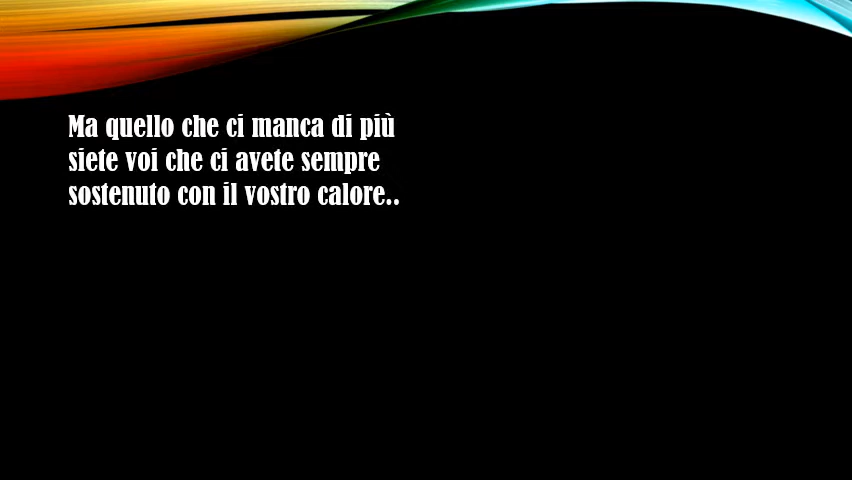 Ma quello che ci manca di più
siete voi che ci avete sempre
sostenuto con il vostro calore..